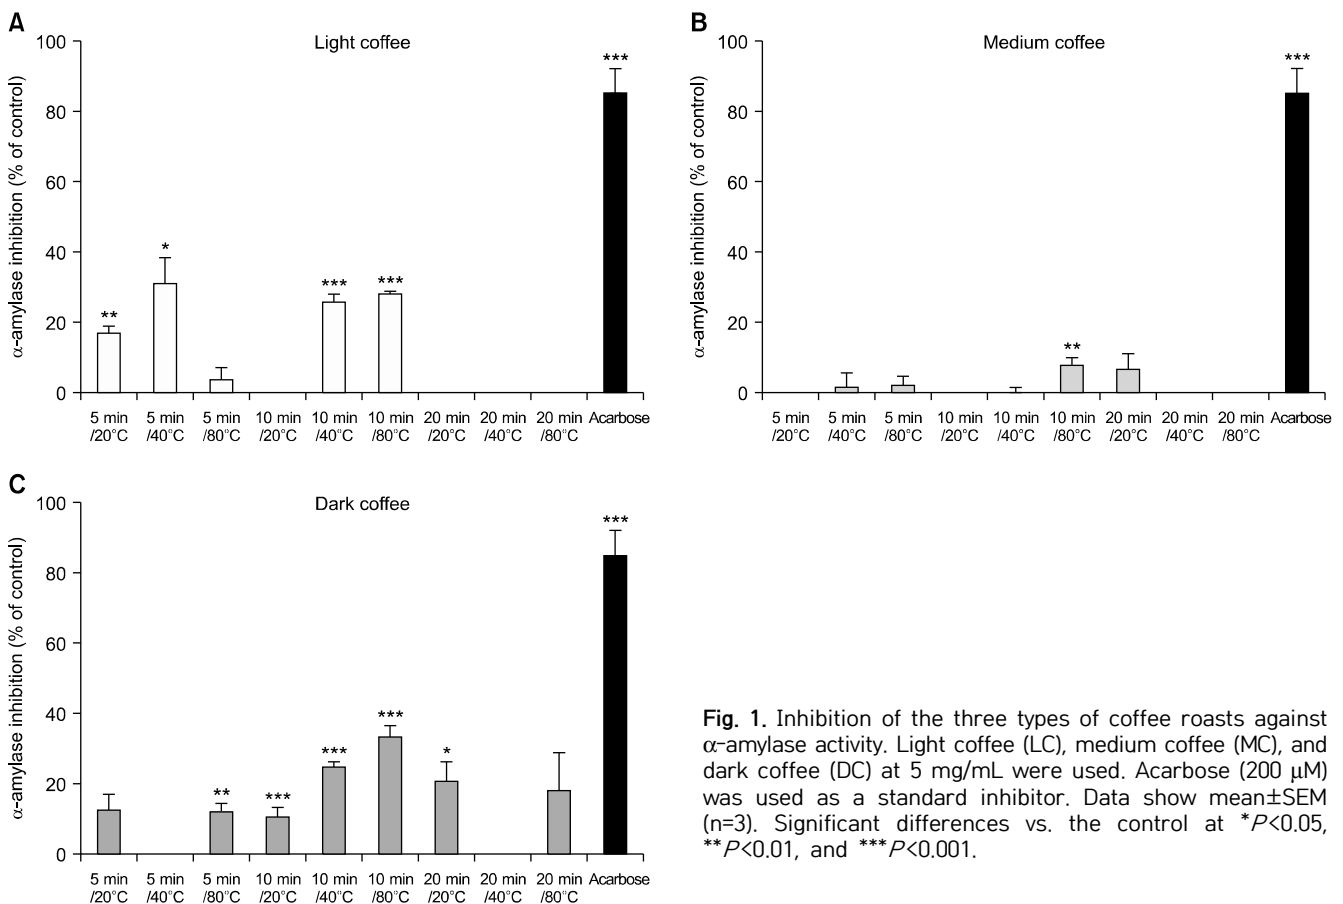 A
Light coffee
α-amylase inhibition (% of control)
100
80
60
40
20
0
**
*
***
***
***
5 min 5 min 5 min 10 min 10 min 10 min 20 min 20 min 20 min Acarbose
/20°C /40°C /80°C /20°C /40°C /80°C /20°C /40°C /80°C
B
Medium coffee
α-amylase inhibition (% of control)
100
80
60
40
20
0
**
***
5 min 5 min 5 min 10 min 10 min 10 min 20 min 20 min 20 min Acarbose
/20°C /40°C /80°C /20°C /40°C /80°C /20°C /40°C /80°C
C
Dark coffee
α-amylase inhibition (% of control)
100
80
60
40
20
0
**
***
***
***
*
***
5 min 5 min 5 min 10 min 10 min 10 min 20 min 20 min 20 min Acarbose
/20°C /40°C /80°C /20°C /40°C /80°C /20°C /40°C /80°C
Fig. 1. Inhibition of the three types of coffee roasts against
α-amylase activity. Light coffee (LC), medium coffee (MC), and
dark coffee (DC) at 5 mg/mL were used. Acarbose (200 μM)
was used as a standard inhibitor. Data show mean±SEM
(n=3). Significant differences vs. the control at *P<0.05,
**P<0.01, and ***P<0.001.